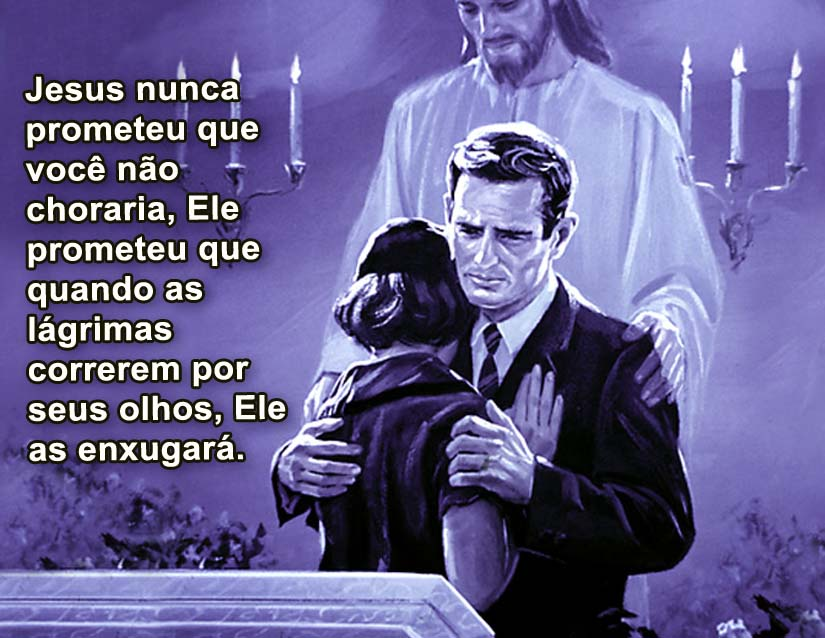 Jesus nunca
prometeu que
você não
choraria, Ele
prometeu que
quando as
lágrimas
correrem por
seus olhos, Ele
as enxugará.